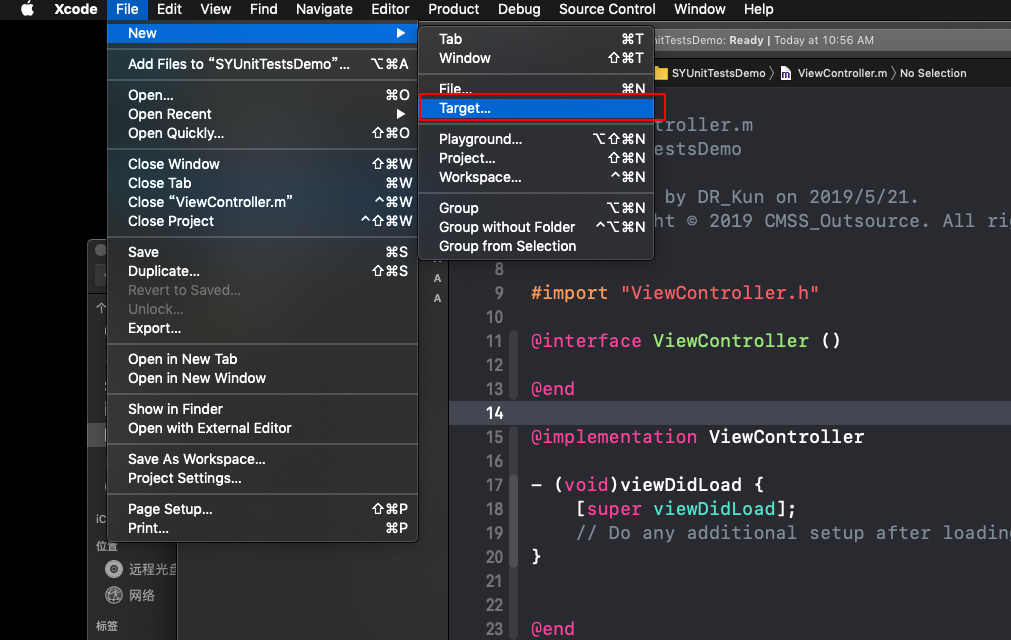 Xcode File Edit View Find Navigate Editor Product Debug Source Control Window Help
New
Add Files to “SYUnitTestsDemo”... ⌥⌘A
Open... ⌘O
Open Recent
Open Quickly... ⇧⌘O
Close Window ⇧⌘W
Close Tab ⌘W
Close “ViewController.m” ^⌘W
Close Project ^⇧⌘W
Save ⌘S
Duplicate... ⇧⌘S
Revert to Saved...
Unlock...
Export...
Open in New Tab
Open in New Window
Show in Finder
Open with External Editor
Save As Workspace...
Project Settings...
Page Setup... ⇧⌘P
Print... ⌘P
Tab ⌘T
Window ⇧⌘T
File... ⌘N
Target...
Playground... ⌥⇧⌘N
Project... ⇧⌘N
Workspace... ^⌘N
Group ⌥⌘N
Group without Folder ^⌥⌘N
Group from Selection
nitTestsDemo: Ready | Today at 10:56 AM
SYUnitTestsDemo 〉 m ViewController.m 〉 No Selection
troller.m
estsDemo
by DR_Kun on 2019/5/21.
ht © 2019 CMSS_Outsource. All rig
A
A
8
9 #import "ViewController.h"
10
11 @interface ViewController ()
12
13 @end
14
15 @implementation ViewController
16
17 - (void)viewDidLoad {
18 [super viewDidLoad];
19 // Do any additional setup after loading
20 }
21
22
23 @end
iC
位置
远程光盘
网络
标签